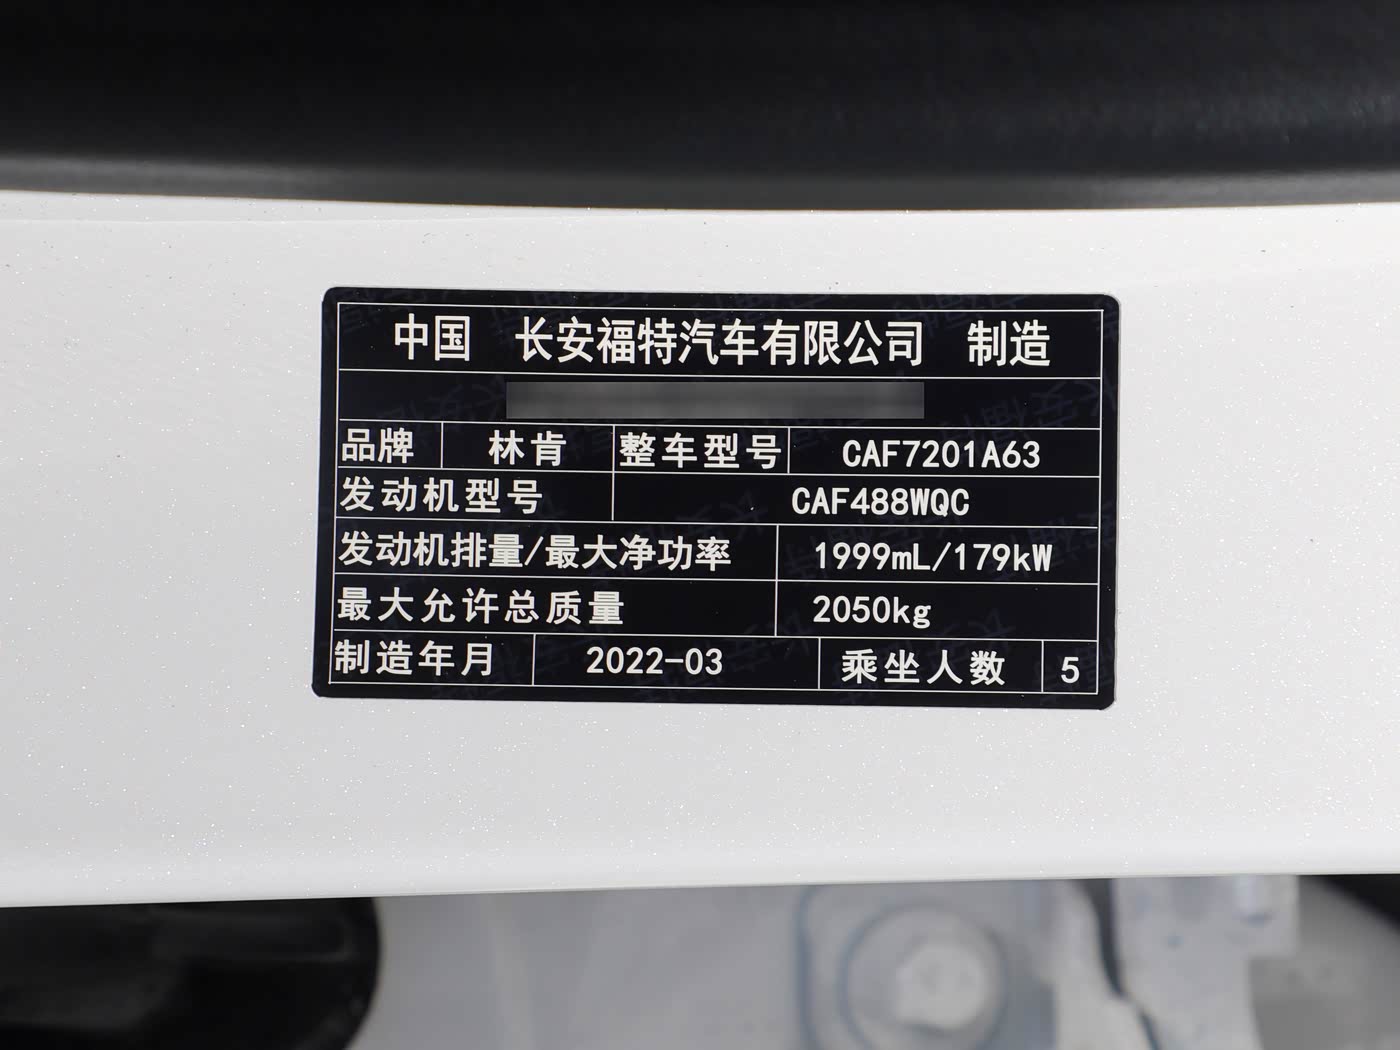 中国 长安福特汽车有限公司 制造
品牌 林肯 整车型号 CAF7201A63
发动机型号 CAF488WQC
发动机排量/最大净功率 1999mL/179kW
最大允许总质量 2050kg
制造年月 2022-03 乘坐人数 5